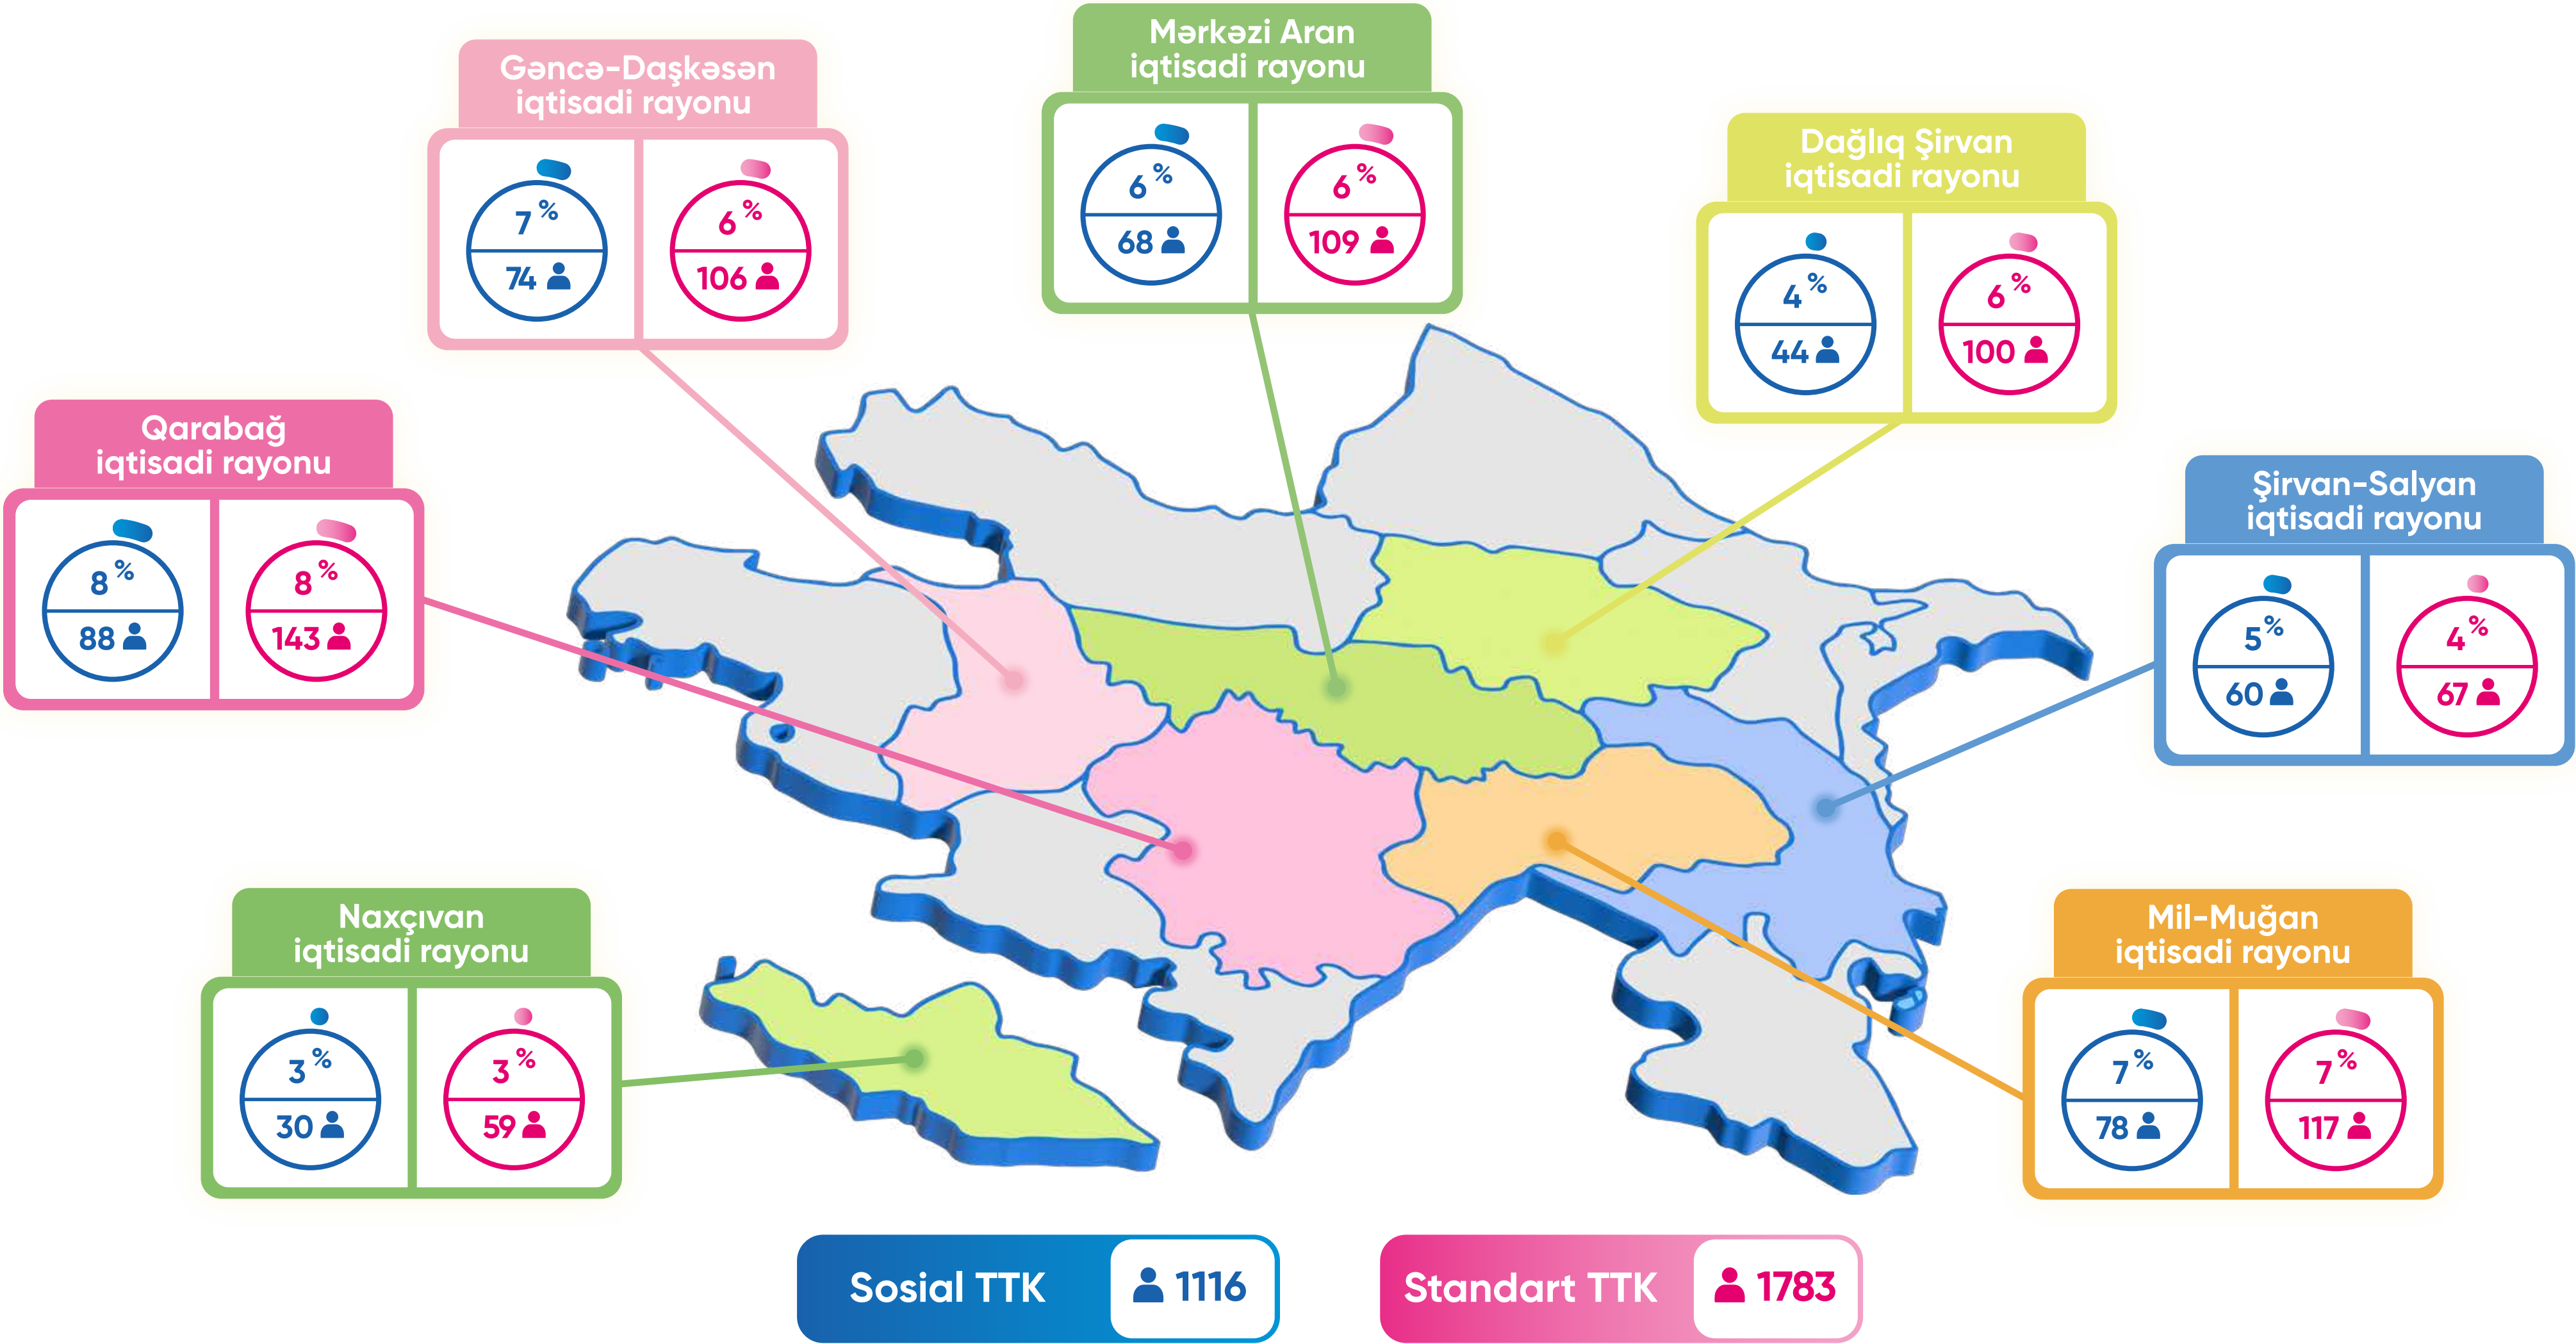 Mərkəzi Aran
iqtisadi rayonu
6 %
68
6 %
109
Gəncə-Daşkəsən
iqtisadi rayonu
7 %
74
6 %
106
Dağlıq Şirvan
iqtisadi rayonu
4 %
44
6 %
100
Qarabağ
iqtisadi rayonu
8 %
88
8 %
143
Şirvan-Salyan
iqtisadi rayonu
5 %
60
4 %
67
Naxçıvan
iqtisadi rayonu
3 %
30
3 %
59
Mil-Muğan
iqtisadi rayonu
7 %
78
7 %
117
Sosial TTK 1116
Standart TTK 1783